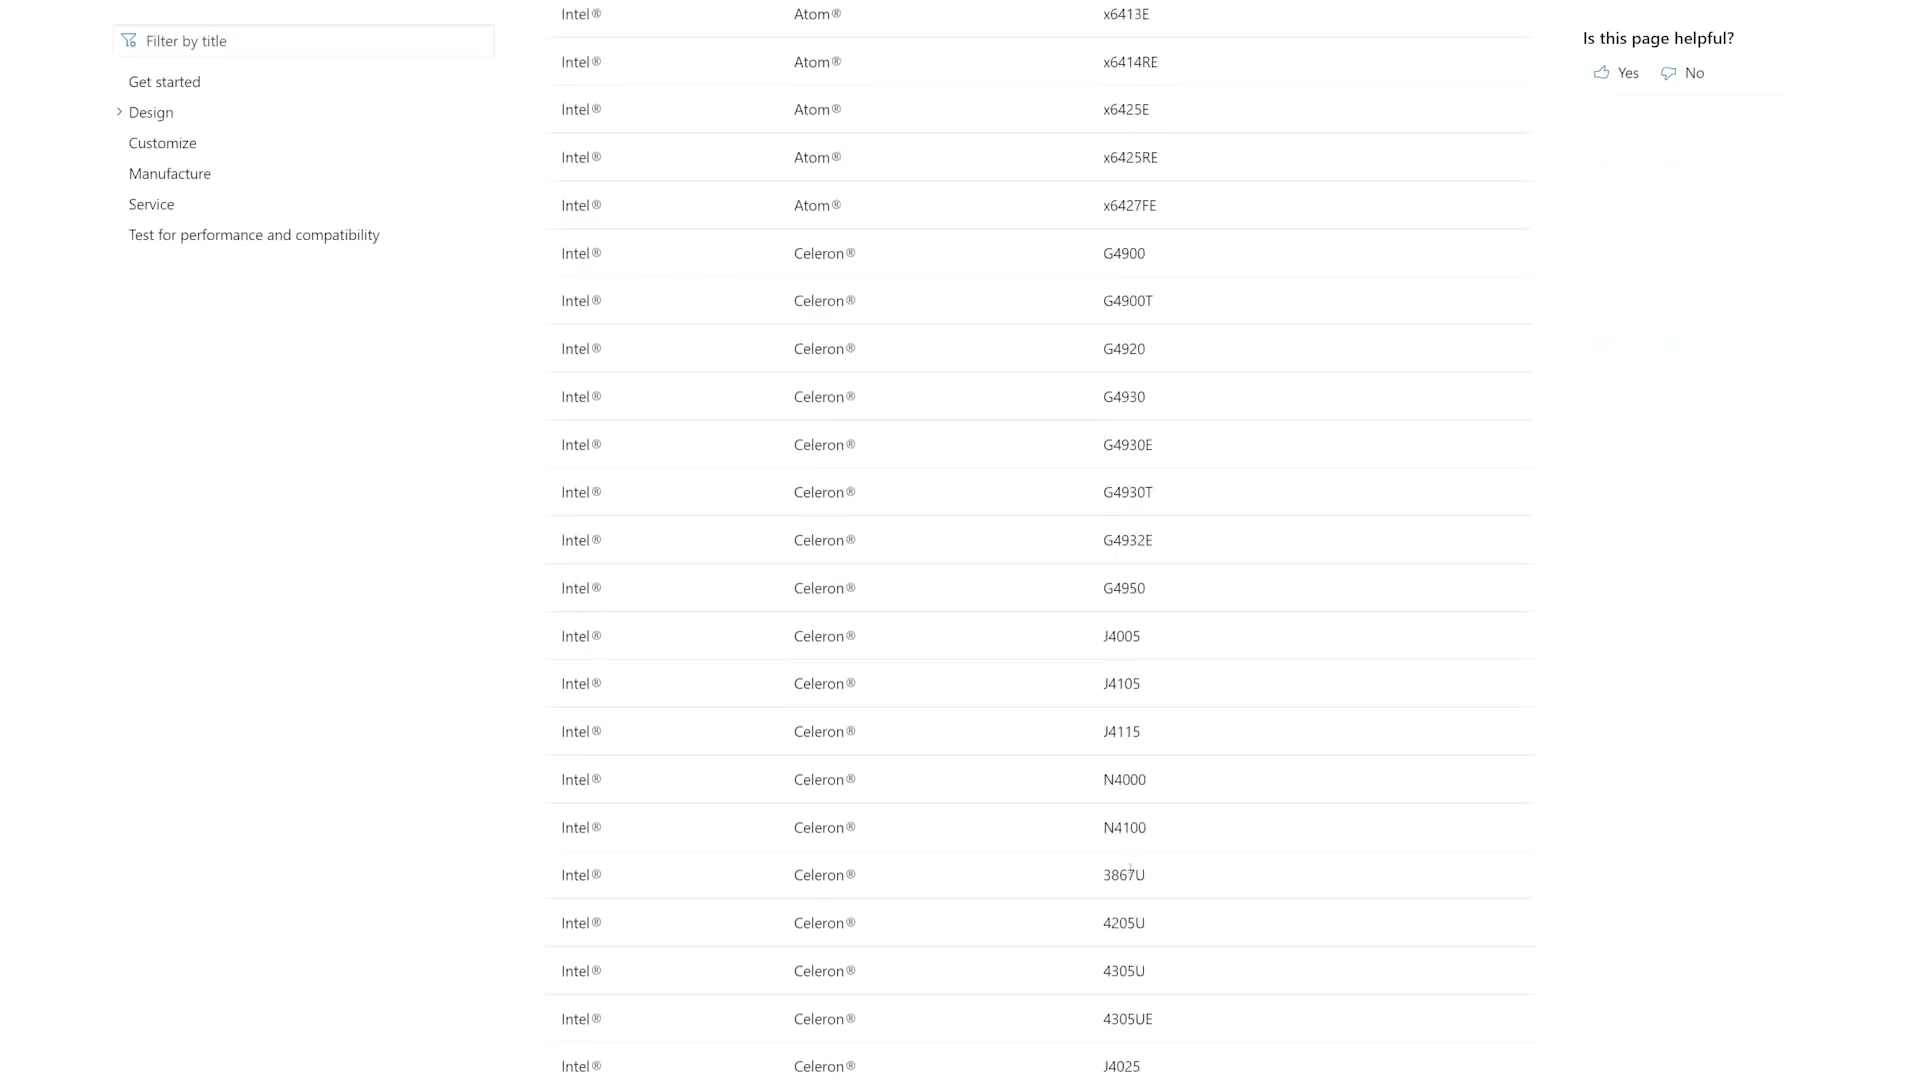 Filter by title
Get started
Design
Customize
Manufacture
Service
Test for performance and compatibility
Intel® Atom® x6413E
Intel® Atom® x6414RE
Intel® Atom® x6425E
Intel® Atom® x6425RE
Intel® Atom® x6427FE
Intel® Celeron® G4900
Intel® Celeron® G4900T
Intel® Celeron® G4920
Intel® Celeron® G4930
Intel® Celeron® G4930E
Intel® Celeron® G4930T
Intel® Celeron® G4932E
Intel® Celeron® G4950
Intel® Celeron® J4005
Intel® Celeron® J4105
Intel® Celeron® J4115
Intel® Celeron® N4000
Intel® Celeron® N4100
Intel® Celeron® 3867U
Intel® Celeron® 4205U
Intel® Celeron® 4305U
Intel® Celeron® 4305UE
Intel® Celeron® J4025
Is this page helpful?
Yes No